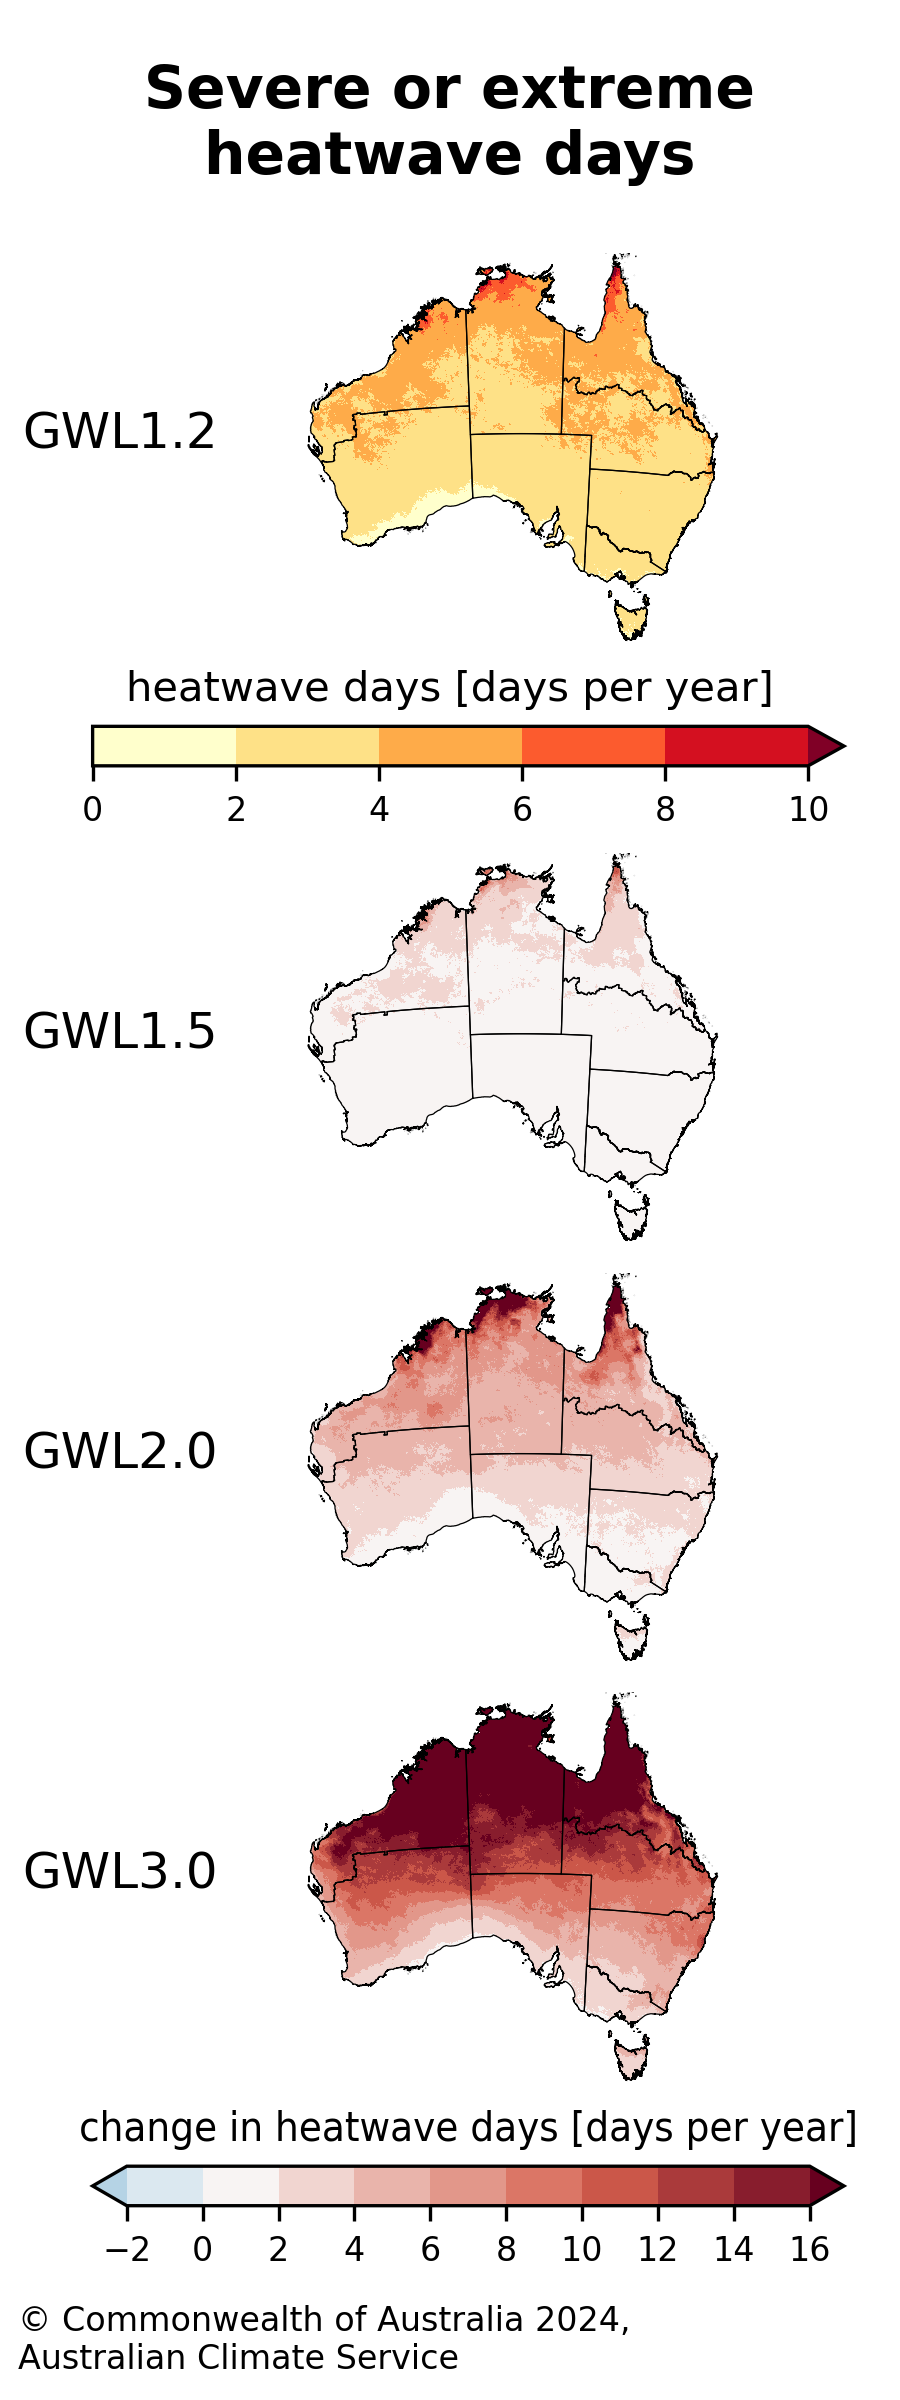 Severe or extreme
heatwave days
GWL1.2
heatwave days [days per year]
0 2 4 6 8 10
GWL1.5
GWL2.0
GWL3.0
change in heatwave days [days per year]
−2 0 2 4 6 8 10 12 14 16
© Commonwealth of Australia 2024,
Australian Climate Service